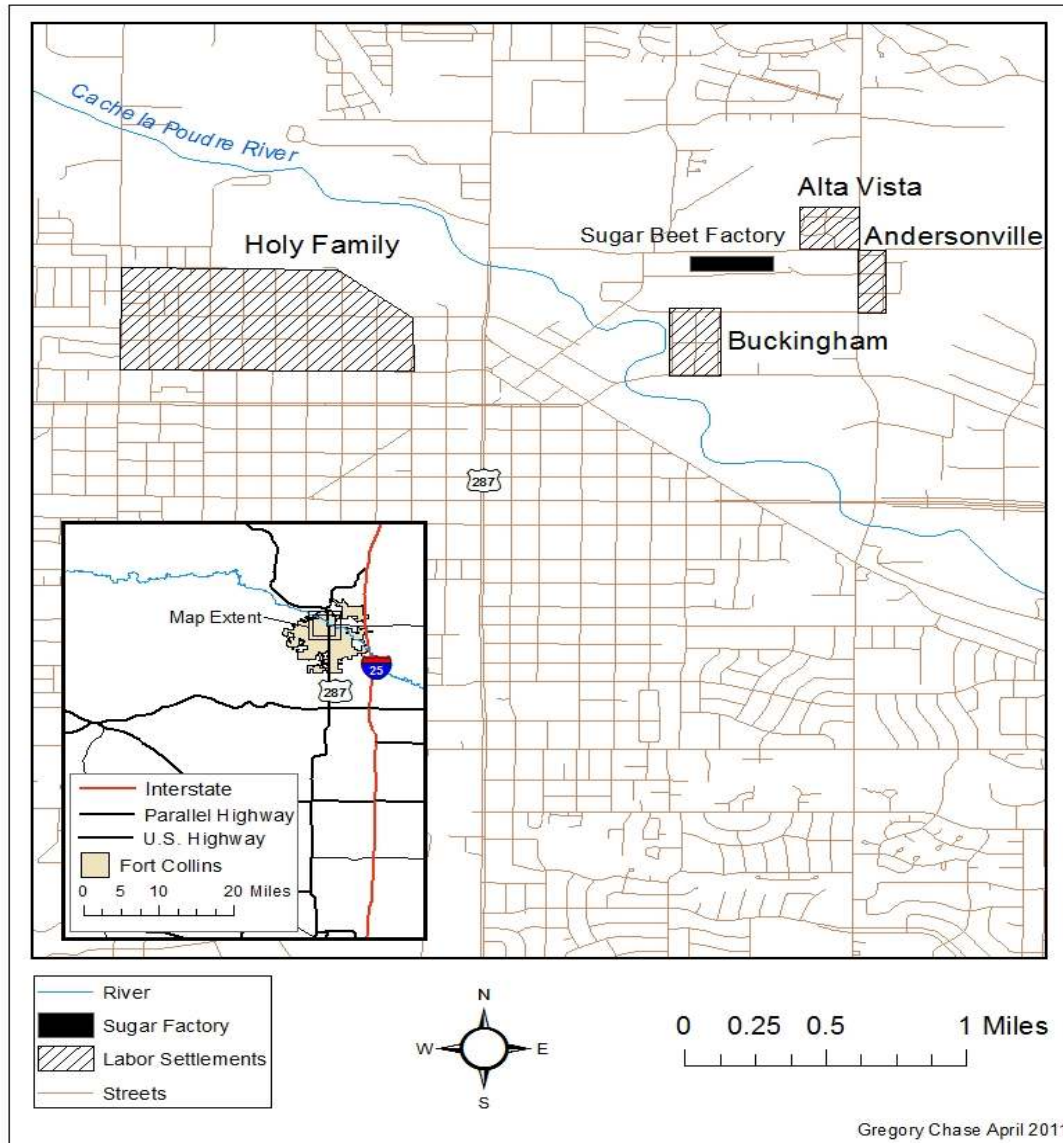 Cache la Poudre River
Alta Vista
Holy Family
Sugar Beet Factory
Andersonville
Buckingham
287
Map Extent
287
25
Interstate
Parallel Highway
U.S. Highway
Fort Collins
0 5 10 20 Miles
River
Sugar Factory
Labor Settlements
Streets
N
W E
S
0 0.25 0.5 1 Miles
Gregory Chase April 201